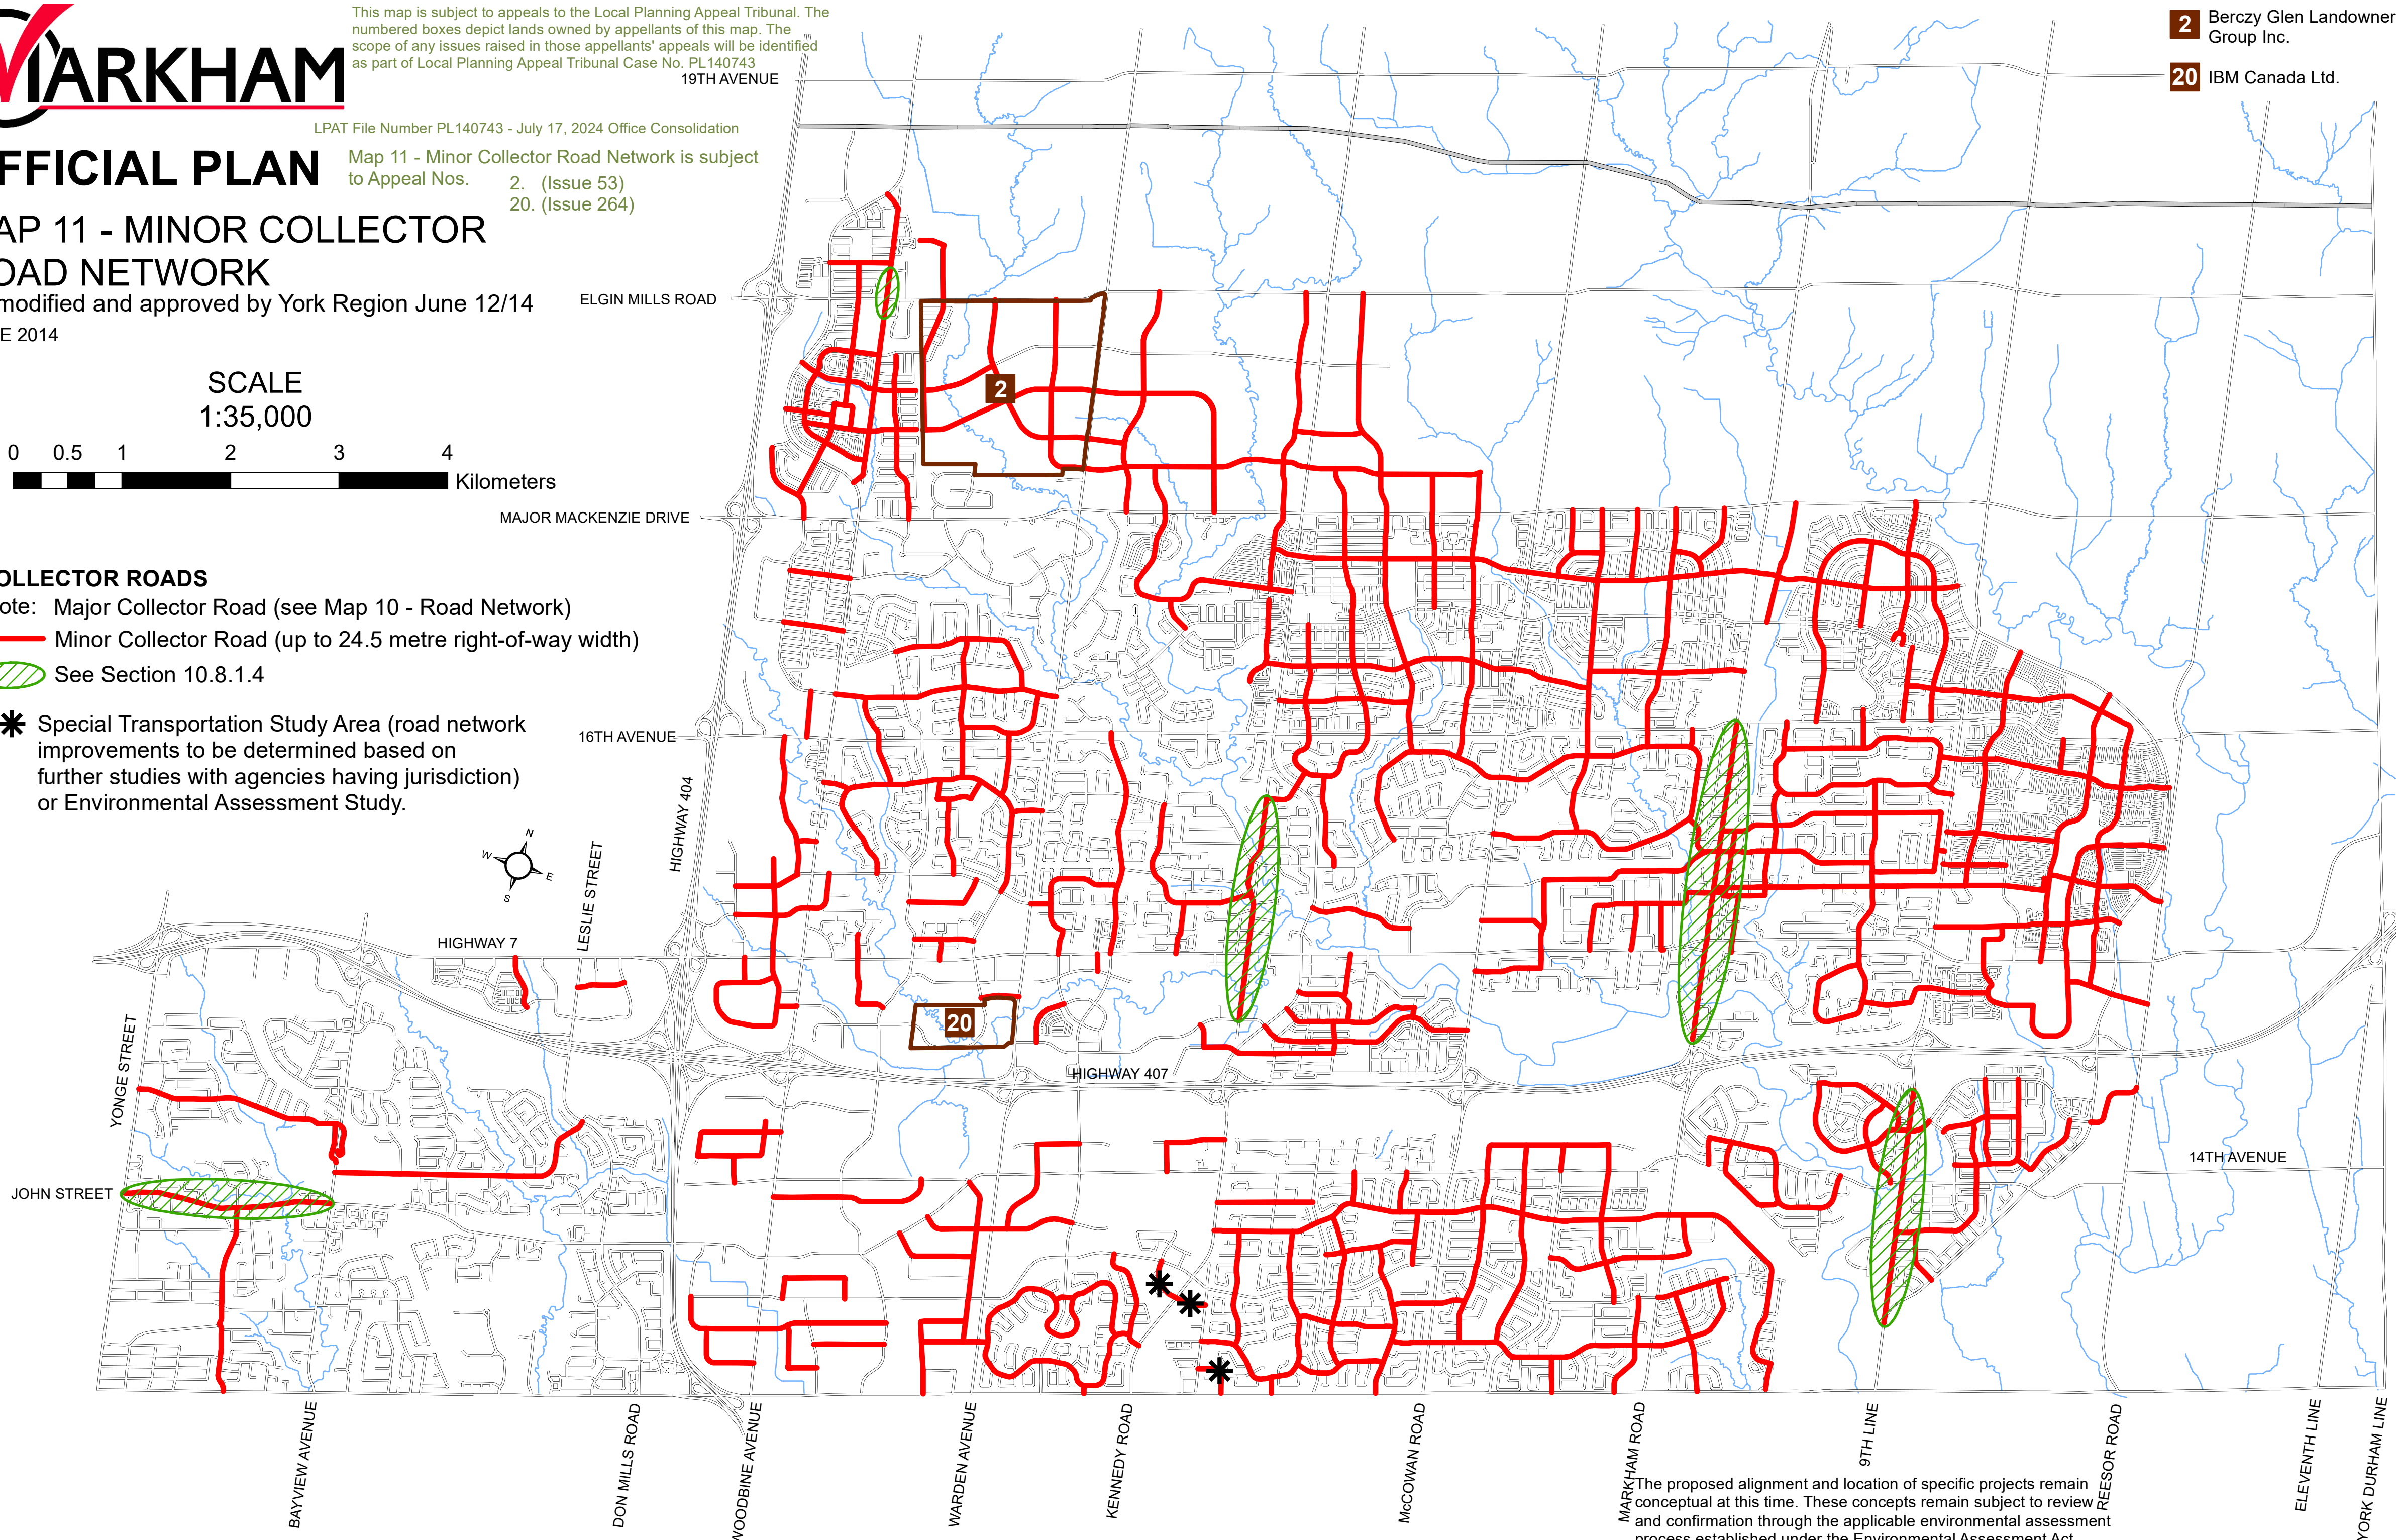 MARKHAM
This map is subject to appeals to the Local Planning Appeal Tribunal. The
numbered boxes depict lands owned by appellants of this map. The
scope of any issues raised in those appellants' appeals will be identified
as part of Local Planning Appeal Tribunal Case No. PL140743
LPAT File Number PL140743 - July 17, 2024 Office Consolidation
FFICIAL PLAN
Map 11 - Minor Collector Road Network is subject
to Appeal Nos.
2. (Issue 53)
20. (Issue 264)
AP 11 - MINOR COLLECTOR
OAD NETWORK
modified and approved by York Region June 12/14
E 2014
SCALE
1:35,000
0 0.5 1 2 3 4
Kilometers
OLLECTOR ROADS
ote: Major Collector Road (see Map 10 - Road Network)
Minor Collector Road (up to 24.5 metre right-of-way width)
See Section 10.8.1.4
Special Transportation Study Area (road network
improvements to be determined based on
further studies with agencies having jurisdiction)
or Environmental Assessment Study.
N
W
E
S
2 Berczy Glen Landowner
Group Inc.
20 IBM Canada Ltd.
19TH AVENUE
ELGIN MILLS ROAD
2
MAJOR MACKENZIE DRIVE
16TH AVENUE
HIGHWAY 404
LESLIE STREET
HIGHWAY 7
20
YONGE STREET
HIGHWAY 407
14TH AVENUE
JOHN STREET
BAYVIEW AVENUE
DON MILLS ROAD
WOODBINE AVENUE
WARDEN AVENUE
KENNEDY ROAD
McCOWAN ROAD
MARKHAM ROAD
9TH LINE
REESOR ROAD
ELEVENTH LINE
YORK DURHAM LINE
The proposed alignment and location of specific projects remain
conceptual at this time. These concepts remain subject to review
and confirmation through the applicable environmental assessment
process established under the Environmental Assessment Act